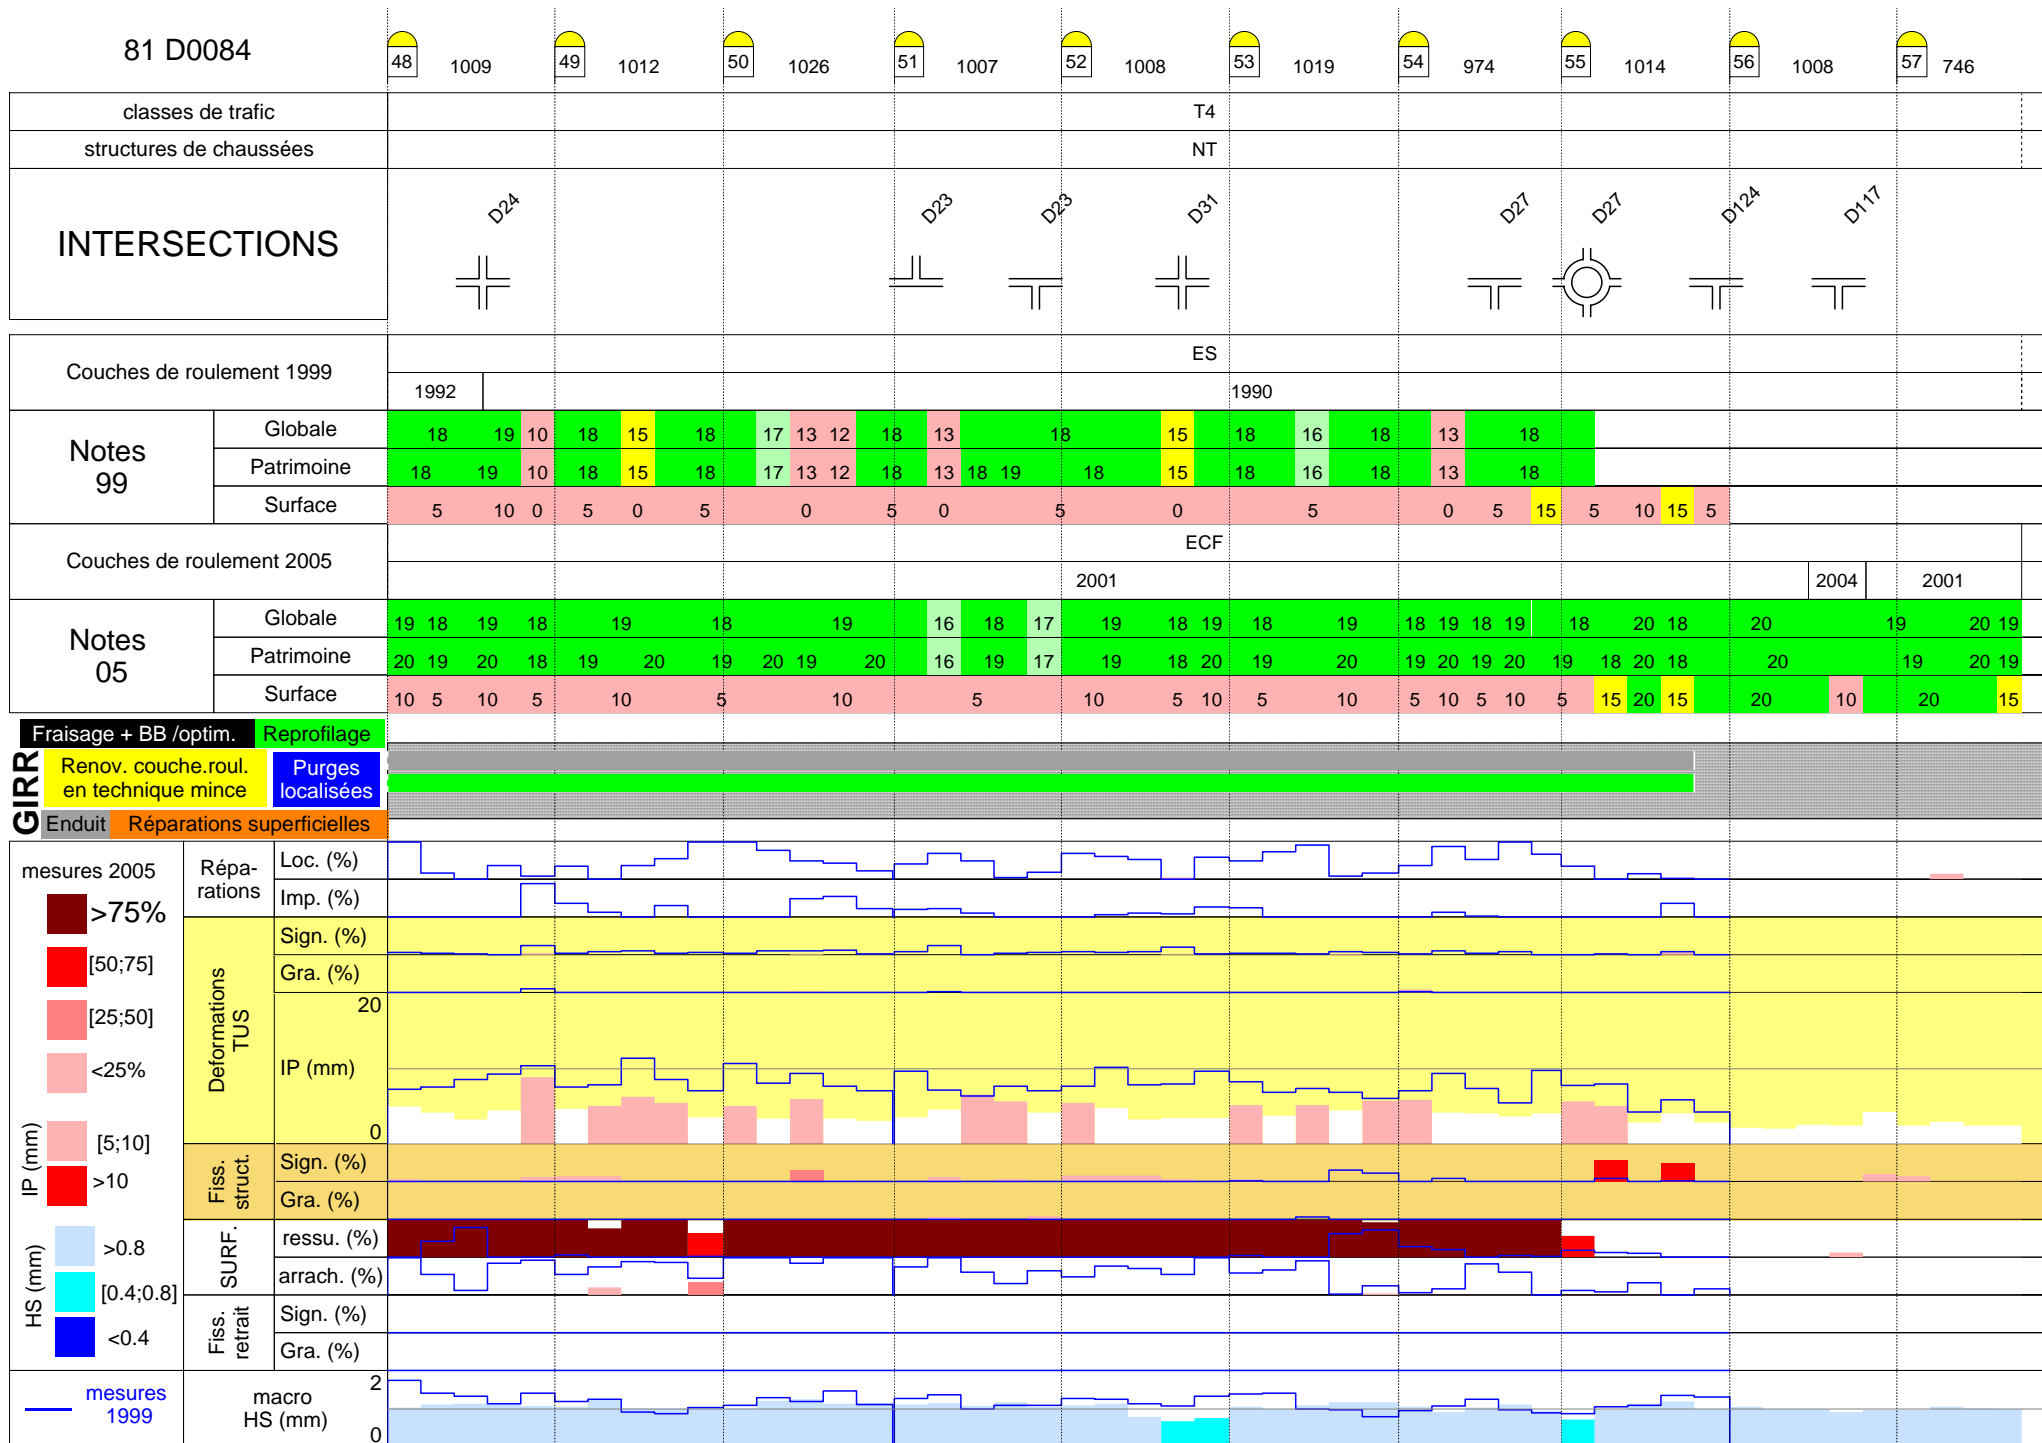 81 D0084
48 1009 49 1012 50 1026 51 1007 52 1008 53 1019 54 974 55 1014 56 1008 57 746
classes de trafic T4
structures de chaussées NT
INTERSECTIONS
D24 D23 D23 D31 D27 D27 D124 D117
Couches de roulement 1999
ES
1992 1990
Notes
99
Globale 18 19 10 18 15 18 17 13 12 18 13 18 15 18 16 18 13 18
Patrimoine 18 19 10 18 15 18 17 13 12 18 13 18 19 18 15 18 16 18 13 18
Surface 5 10 0 5 0 5 0 5 0 5 0 5 0 5 15 5 10 15 5
Couches de roulement 2005
ECF
2001 2004 2001
Notes
05
Globale 19 18 19 18 19 18 19 16 18 17 19 18 19 18 19 18 19 18 19 18 20 18 20 19 20 19
Patrimoine 20 19 20 18 19 20 19 20 19 20 16 19 17 19 18 20 19 20 19 20 19 20 19 18 20 18 20 19 20 19
Surface 10 5 10 5 10 5 10 5 10 5 10 5 10 5 10 5 10 5 15 20 15 20 10 20 15
GIRR
Fraisage + BB /optim. Reprofilage
Renov. couche.roul.
en technique mince
Purges
localisées
Enduit Réparations superficielles
mesures 2005
>75%
[50;75]
[25;50]
<25%
IP (mm)
[5;10]
>10
HS (mm)
>0.8
[0.4;0.8]
<0.4
mesures
1999
Répa-
rations
Loc. (%)
Imp. (%)
Deformations
TUS
Sign. (%)
Gra. (%)
20
IP (mm)
0
Fiss.
struct.
Sign. (%)
Gra. (%)
SURF.
ressu. (%)
arrach. (%)
Fiss.
retrait
Sign. (%)
Gra. (%)
macro
HS (mm)
2
0